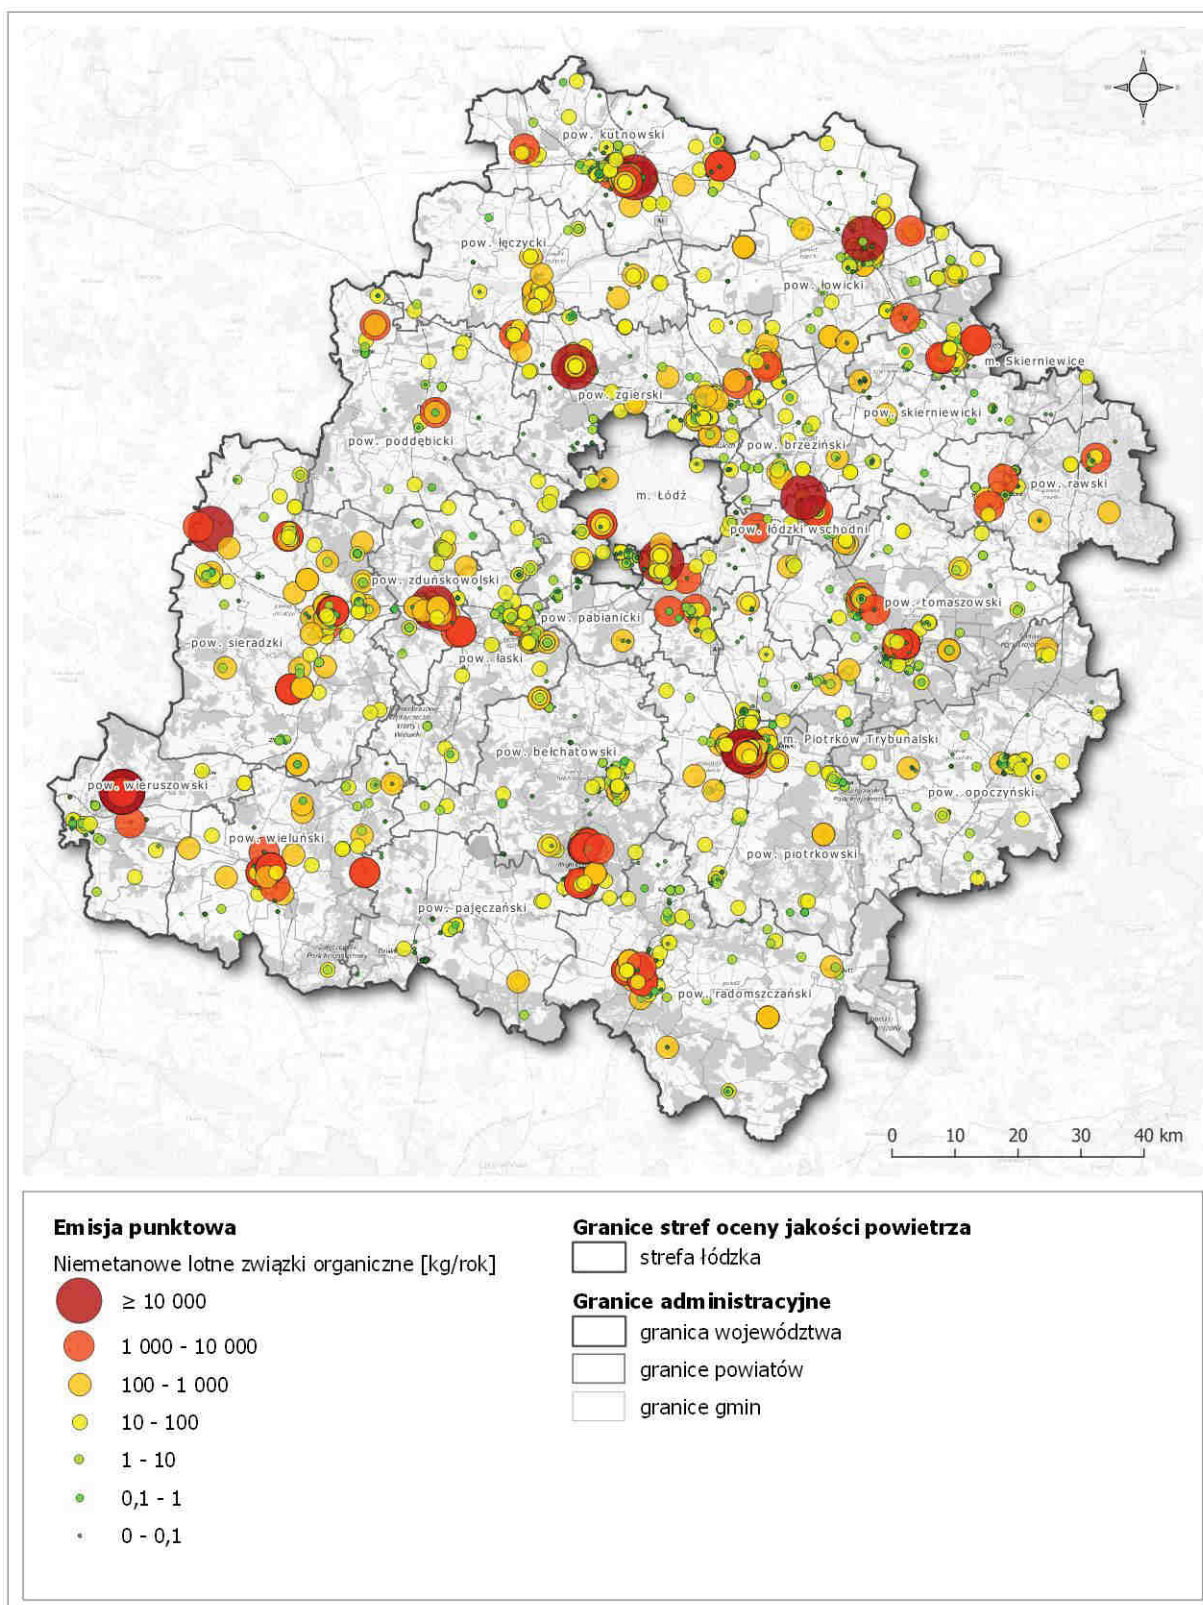 N
W
E
S
pow. kutnowski
pow. łęczycki
pow. łowicki
m. Skierniewice
pow. zgierski
pow. skierniewicki
pow. poddębicki
pow. brzeziński
pow. rawski
m. Łódź
pow. łódzki wschodni
pow. zduńskowolski
pow. tomaszowski
pow. pabianicki
pow. sieradzki
pow. łaski
m. Piotrków Trybunalski
pow. bełchatowski
pow. wieruszowski
pow. opoczyński
pow. wieluński
pow. piotrkowski
pow. pajęczański
pow. radomszczański
0 10 20 30 40 km
Emisja punktowa
Niemetanowe lotne związki organiczne [kg/rok]
≥ 10 000
1 000 - 10 000
100 - 1 000
10 - 100
1 - 10
0,1 - 1
0 - 0,1
Granice stref oceny jakości powietrza
strefa łódzka
Granice administracyjne
granica województwa
granice powiatów
granice gmin